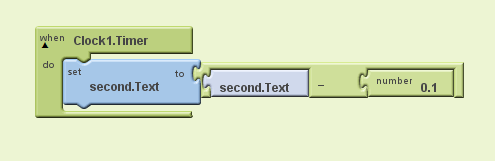 when Clock1.Timer
do set second.Text to second.Text – number 0.1